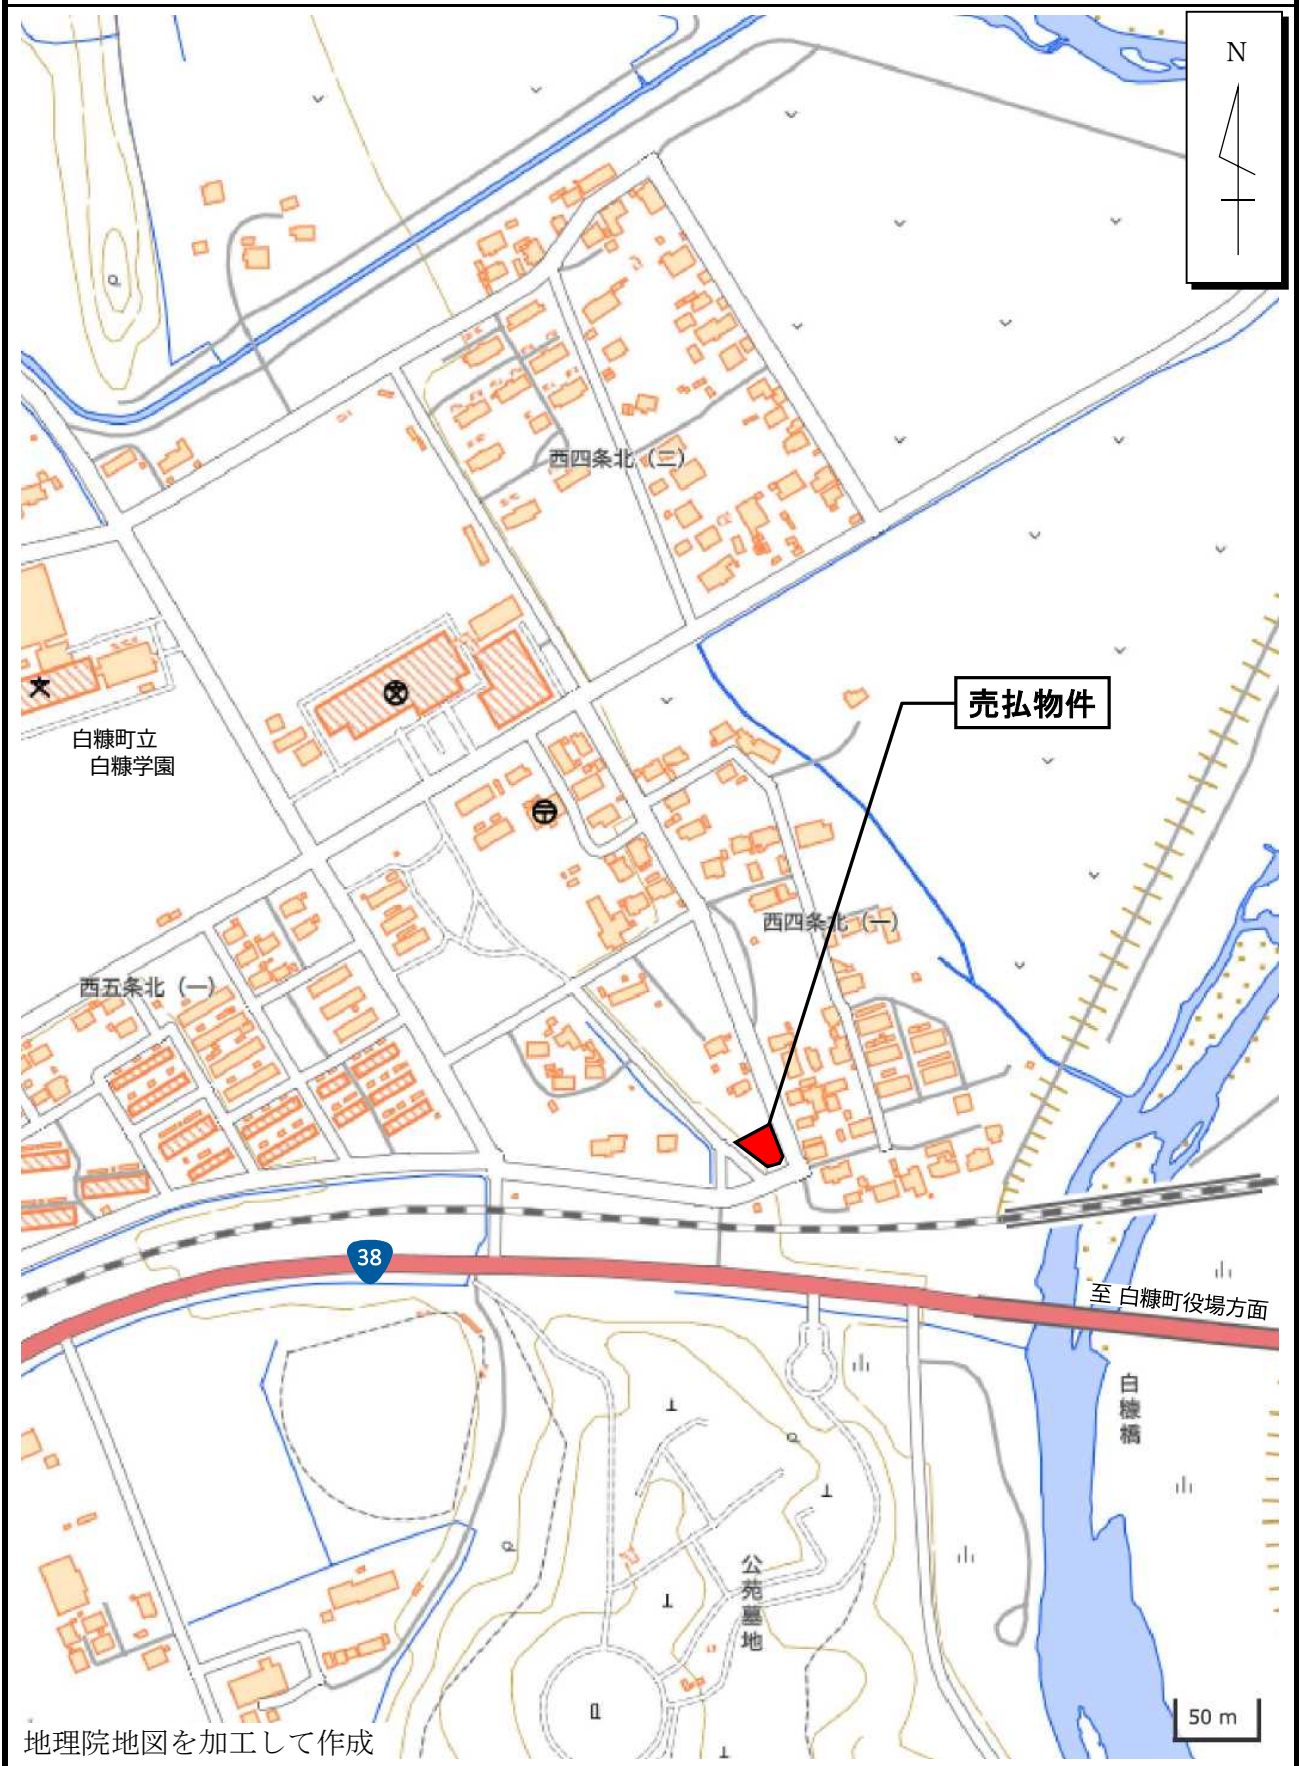 N
西四条北（二）
売払物件
白糠町立
白糠学園
西四条北（一）
西五条北（一）
38
至 白糠町役場方面
白糠橋
公苑墓地
50 m
地理院地図を加工して作成